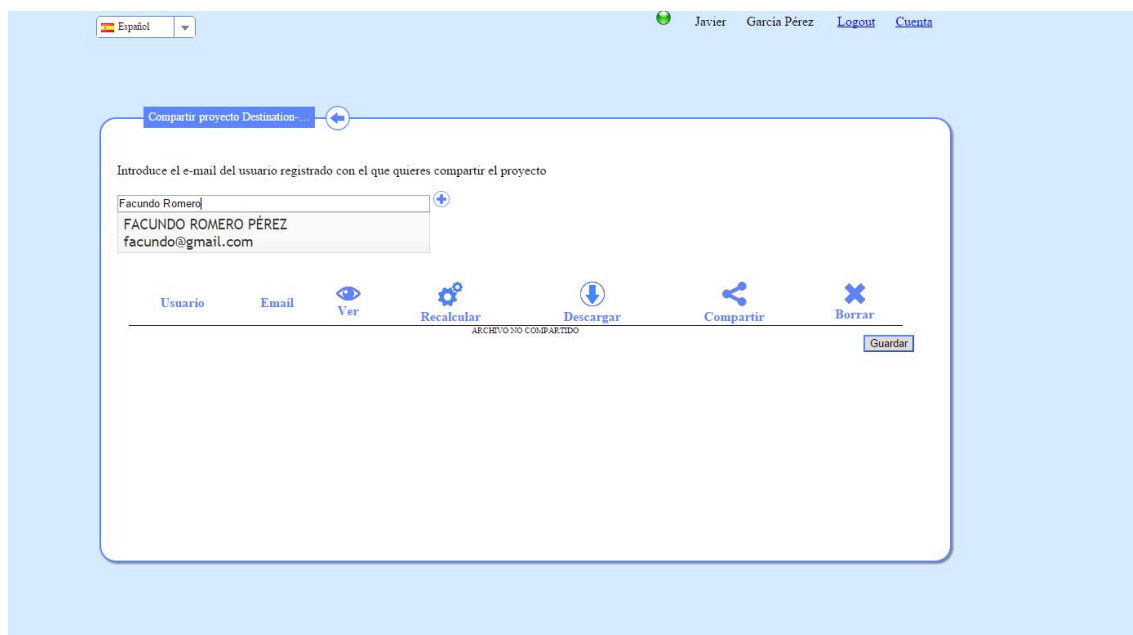 Español
Javier García Pérez Logout Cuenta
Compartir proyecto Destination-...
Introduce el e-mail del usuario registrado con el que quieres compartir el proyecto
Facundo Romero
FACUNDO ROMERO PÉREZ
facundo@gmail.com
Usuario Email Ver Recalcular Descargar Compartir Borrar
ARCHIVO NO COMPARTIDO
Guardar